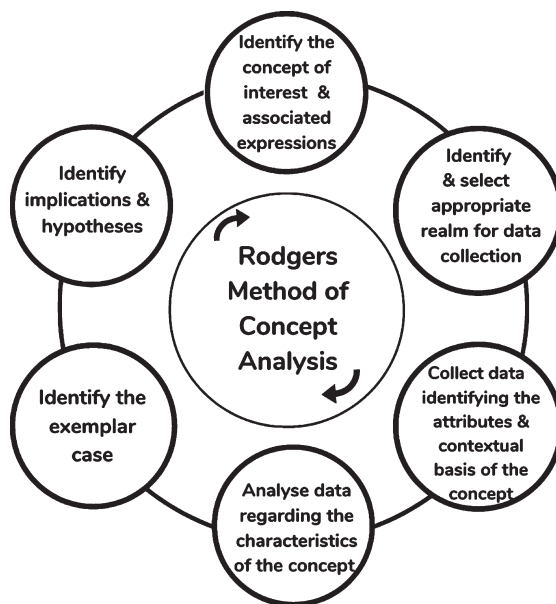 Identify the
concept of
interest &
associated
expressions
Identify
& select
appropriate
realm for data
collection
Collect data
identifying the
attributes &
contextual
basis of the
concept
Analyse data
regarding the
characteristics
of the concept
Identify the
exemplar
case
Identify
implications &
hypotheses
Rodgers
Method of
Concept
Analysis